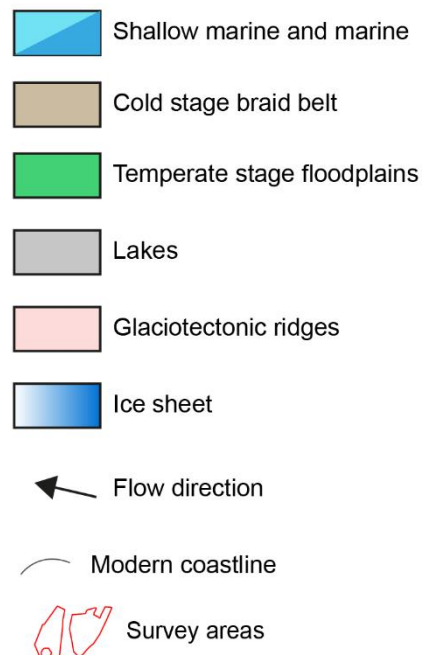 Shallow marine and marine
Cold stage braid belt
Temperate stage floodplains
Lakes
Glaciotectonic ridges
Ice sheet
Flow direction
Modern coastline
Survey areas